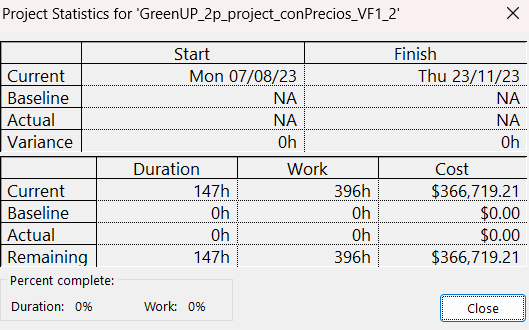 Project Statistics for 'GreenUP_2p_project_conPrecios_VF1_2'
Start Finish
Current Mon 07/08/23 Thu 23/11/23
Baseline NA NA
Actual NA NA
Variance 0h 0h
Duration Work Cost
Current 147h 396h $366,719.21
Baseline 0h 0h $0.00
Actual 0h 0h $0.00
Remaining 147h 396h $366,719.21
Percent complete:
Duration: 0% Work: 0%
Close